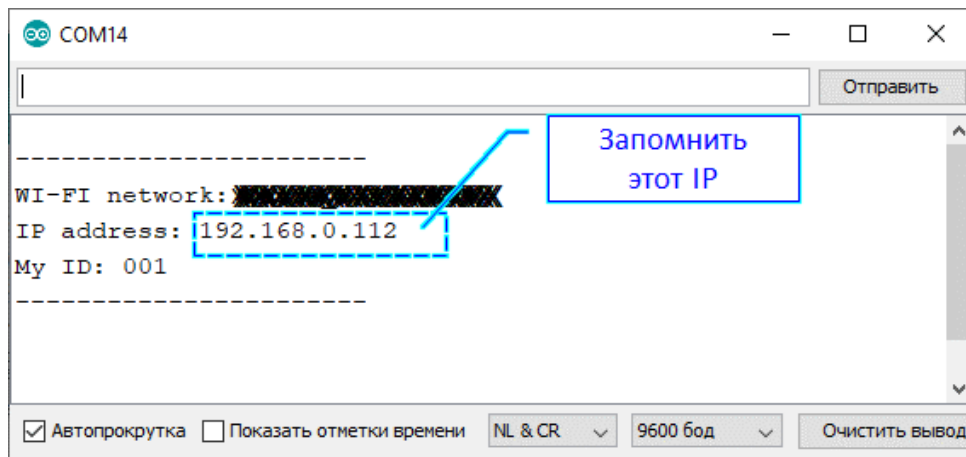 COM14
Отправить
Запомнить
этот IP
------------------------
WI-FI network:
IP address: 192.168.0.112
My ID: 001
------------------------
Автопрокрутка Показать отметки времени NL & CR 9600 бод Очистить вывод